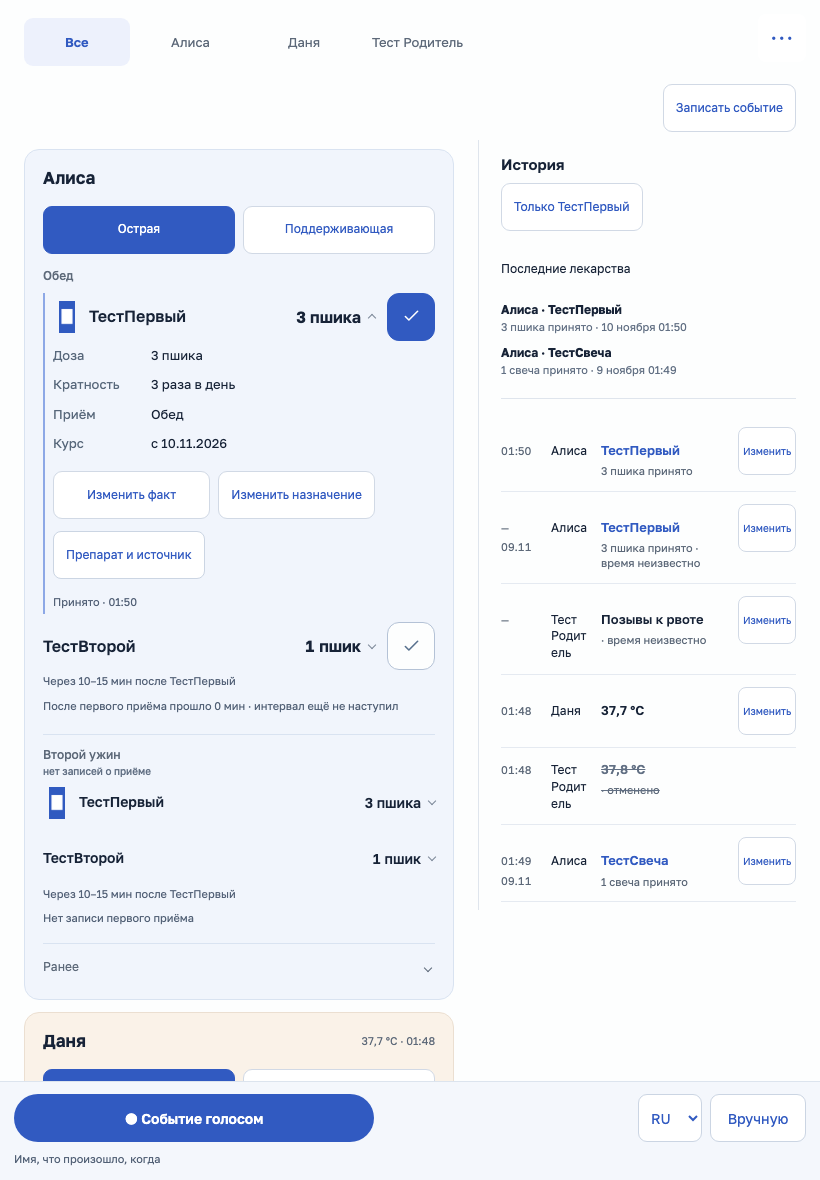 Все
Алиса
Даня
Тест Родитель
Записать событие
Алиса
Острая
Поддерживающая
Обед
ТестПервый
3 пшика
Доза
3 пшика
Кратность
3 раза в день
Приём
Обед
Курс
с 10.11.2026
Изменить факт
Изменить назначение
Препарат и источник
Принято · 01:50
ТестВторой
1 пшик
Через 10–15 мин после ТестПервый
После первого приёма прошло 0 мин · интервал ещё не наступил
Второй ужин
нет записей о приёме
ТестПервый
3 пшика
ТестВторой
1 пшик
Через 10–15 мин после ТестПервый
Нет записи первого приёма
Ранее
Даня
37,7 °C · 01:48
История
Только ТестПервый
Последние лекарства
Алиса · ТестПервый
3 пшика принято · 10 ноября 01:50
Алиса · ТестСвеча
1 свеча принято · 9 ноября 01:49
01:50
Алиса
ТестПервый
3 пшика принято
Изменить
—
09.11
Алиса
ТестПервый
3 пшика принято ·
время неизвестно
Изменить
—
Тест
Родит
ель
Позывы к рвоте
· время неизвестно
Изменить
01:48
Даня
37,7 °C
Изменить
01:48
Тест
Родит
ель
37,8 °C
· отменено
01:49
09.11
Алиса
ТестСвеча
1 свеча принято
Изменить
Событие голосом
RU
Вручную
Имя, что произошло, когда